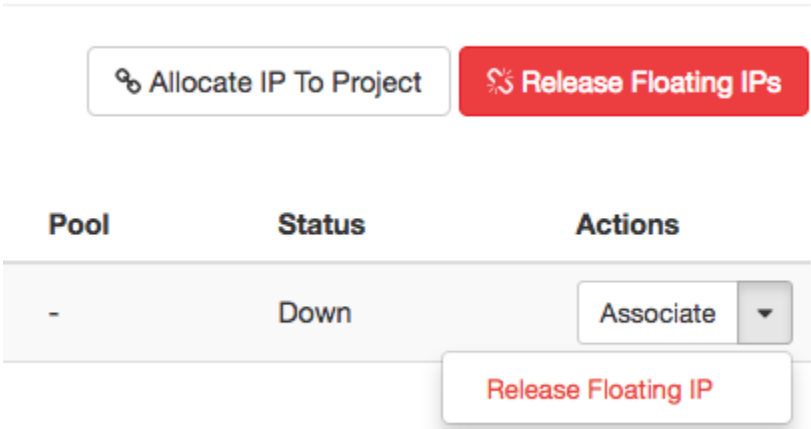 Allocate IP To Project Release Floating IPs
Pool Status Actions
- Down Associate
Release Floating IP